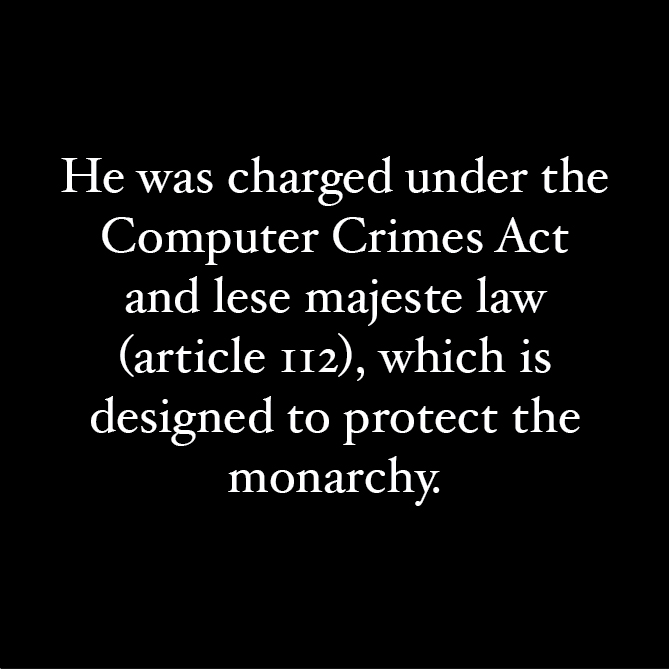 He was charged under the
Computer Crimes Act
and lese majeste law
(article 112), which is
designed to protect the
monarchy.